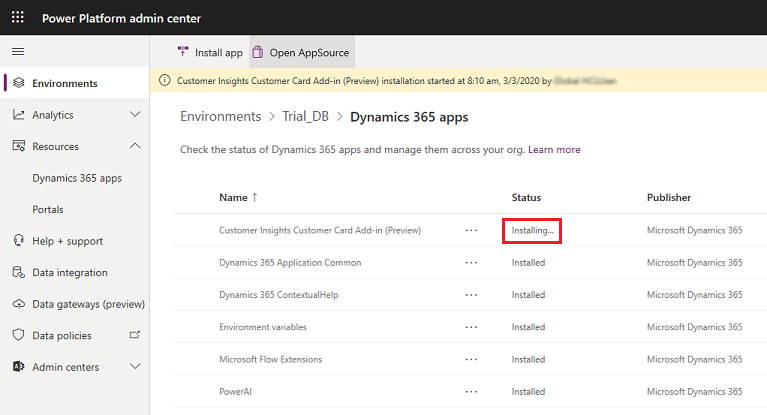 Power Platform admin center
Install app
Open AppSource
Customer Insights Customer Card Add-in (Preview) installation started at 8:10 am, 3/3/2020 by
Environments
Analytics
Resources
Dynamics 365 apps
Portals
Help + support
Data integration
Data gateways (preview)
Data policies
Admin centers
Environments > Trial_DB > Dynamics 365 apps
Check the status of Dynamics 365 apps and manage them across your org. Learn more
Name ↑ Status Publisher
Customer Insights Customer Card Add-in (Preview) ... Installing... Microsoft Dynamics 365
Dynamics 365 Application Common ... Installed Microsoft Dynamics 365
Dynamics 365 ContextualHelp ... Installed Microsoft Dynamics 365
Environment variables ... Installed Microsoft Dynamics 365
Microsoft Flow Extensions ... Installed Microsoft Dynamics 365
PowerAI ... Installed Microsoft Dynamics 365